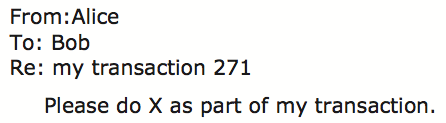 From:Alice
To: Bob
Re: my transaction 271
Please do X as part of my transaction.